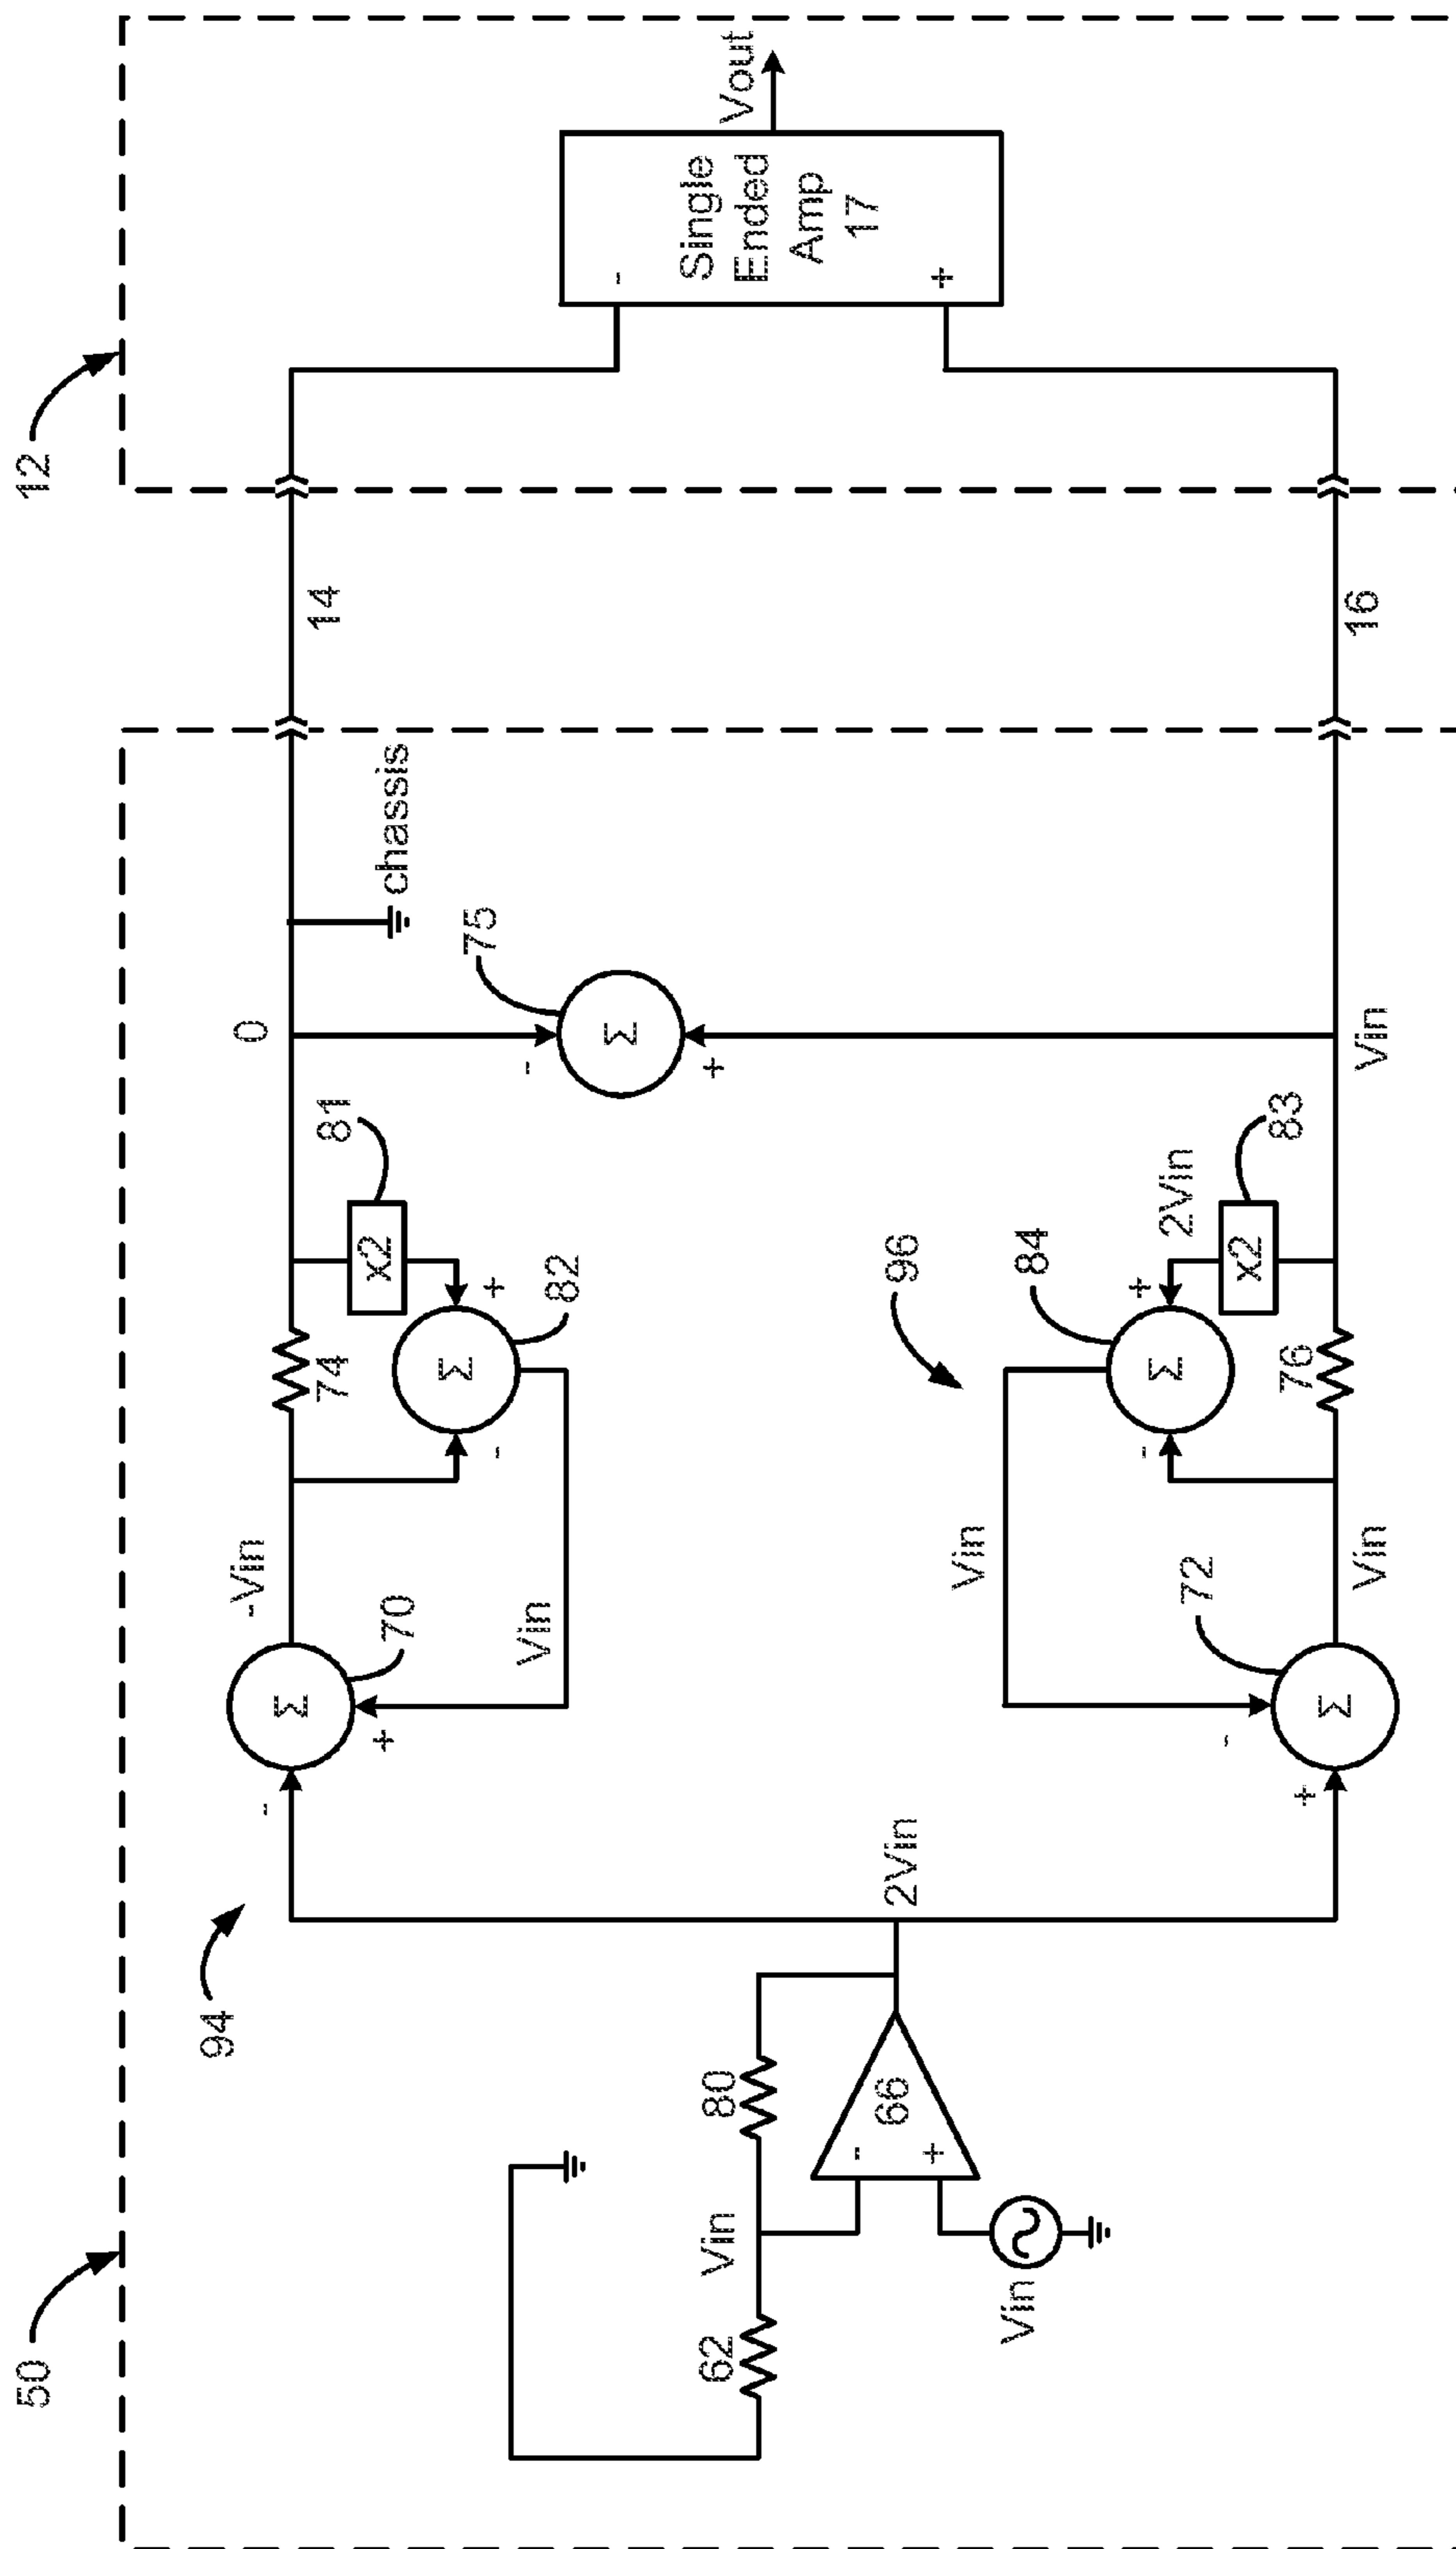 50
12
94
-Vin
0
Σ
70
74
x2
81
chassis
14
-
+
82
Σ
-
+
Vin
75
-
Σ
+
62
Vin
80
2Vin
66
-
+
Vin
96
Vin
84
Σ
-
+
2Vin
x2
83
72
-
+
Σ
Vin
76
Vin
16
Single
Ended
Amp
17
-
+
Vout